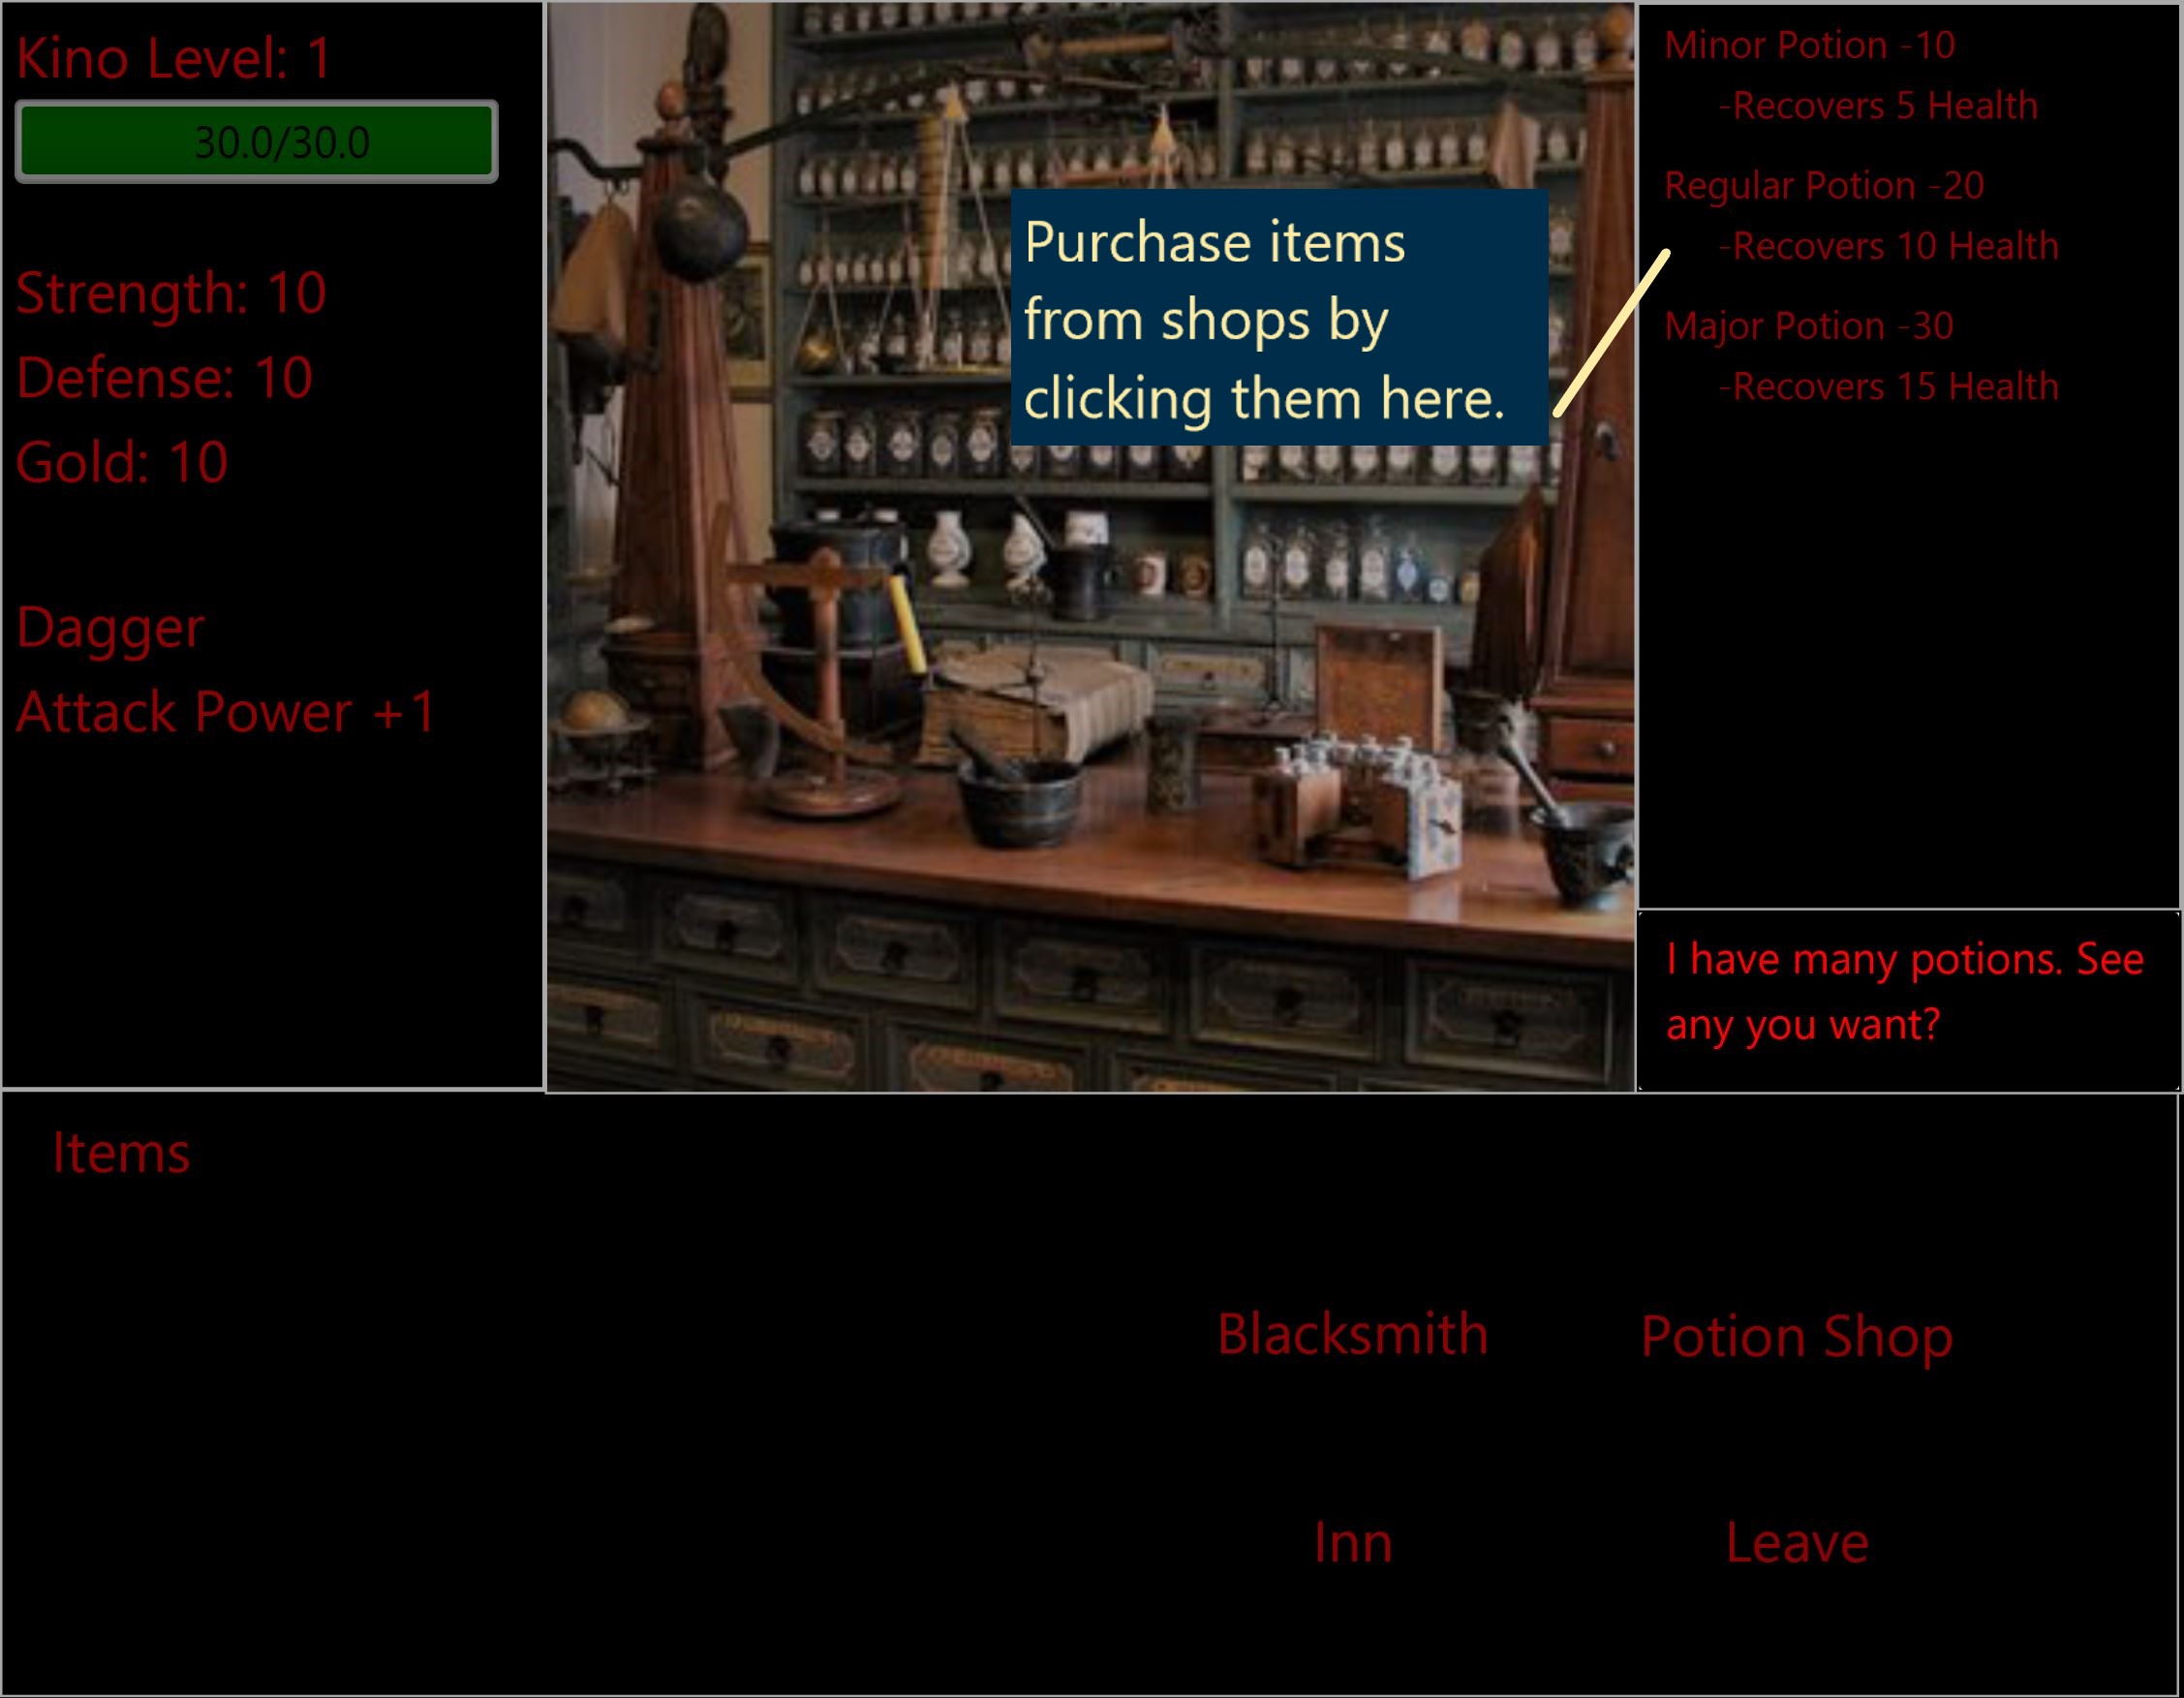 Kino Level: 1
30.0/30.0
Strength: 10
Defense: 10
Gold: 10
Dagger
Attack Power +1
Purchase items
from shops by
clicking them here.
Minor Potion -10
-Recovers 5 Health
Regular Potion -20
-Recovers 10 Health
Major Potion -30
-Recovers 15 Health
I have many potions. See
any you want?
Items
Blacksmith
Potion Shop
Inn
Leave